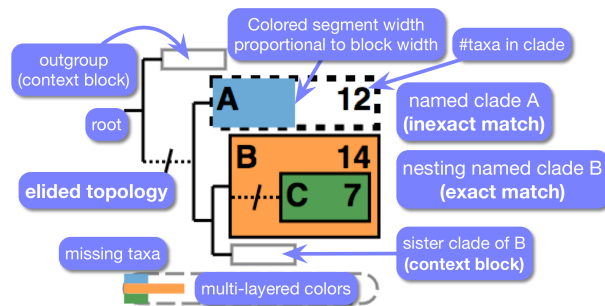 Colored segment width
proportional to block width
#taxa in clade
outgroup
(context block)
A
12
named clade A
(inexact match)
root
B
14
nesting named clade B
(exact match)
elided topology
C
7
missing taxa
sister clade of B
(context block)
multi-layered colors